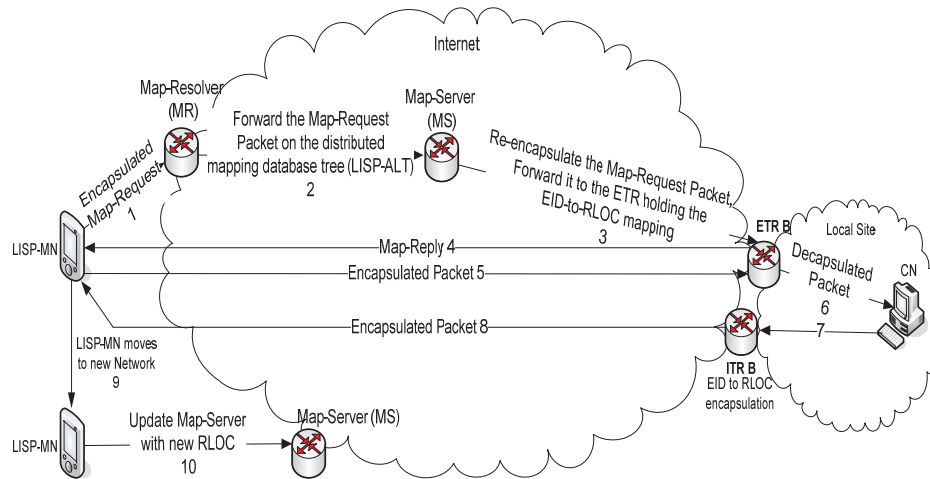 Internet
Map-Resolver
(MR)
Map-Server
(MS)
Forward the Map-Request
Packet on the distributed
mapping database tree (LISP-ALT)
2
Encapsulated
Map-Request
1
Re-encapsulate the Map-Request Packet,
Forward it to the ETR holding the
EID-to-RLOC mapping
3
ETR B
Local Site
LISP-MN
Map-Reply 4
Encapsulated Packet 5
Decapsulated
Packet
6
CN
7
Encapsulated Packet 8
ITR B
EID to RLOC
encapsulation
LISP-MN moves
to new Network
9
LISP-MN
Update Map-Server
with new RLOC
10
Map-Server (MS)